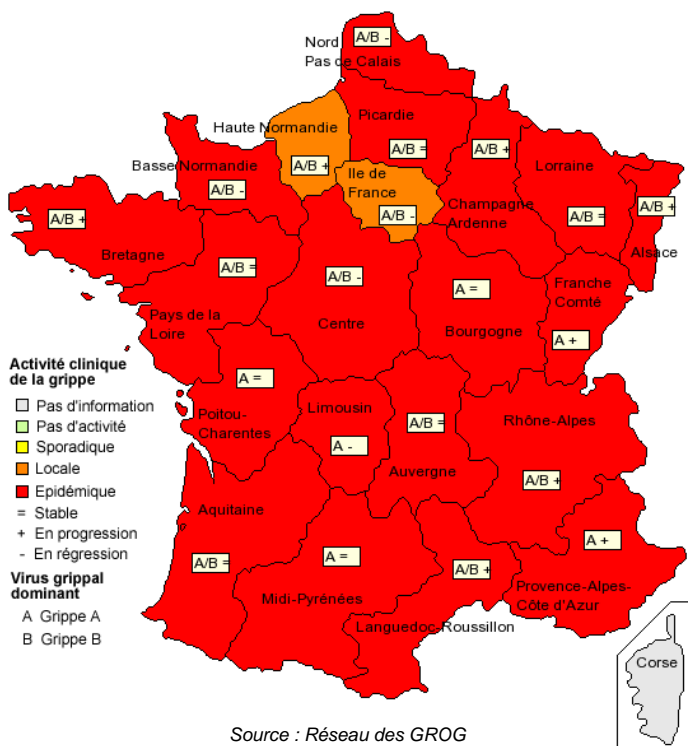 Nord
Pas de Calais
A/B -
Picardie
A/B =
Haute Normandie
A/B +
A/B +
Champagne
Ardenne
Lorraine
A/B =
A/B +
Alsace
Basse Normandie
A/B -
Ile de
France
A/B -
A/B +
Bretagne
A/B =
Pays de la
Loire
A/B -
Centre
A =
Bourgogne
Franche
Comté
A +
A =
Poitou-
Charentes
Limousin
A -
A/B =
Auvergne
Rhône-Alpes
A/B +
Aquitaine
A/B =
A =
Midi-Pyrénées
A/B +
Languedoc-Roussillon
A +
Provence-Alpes-
Côte d'Azur
Corse
Activité clinique
de la grippe
Pas d'information
Pas d'activité
Sporadique
Locale
Epidémique
= Stable
+ En progression
- En régression
Virus grippal
dominant
A Grippe A
B Grippe B
Source : Réseau des GROG